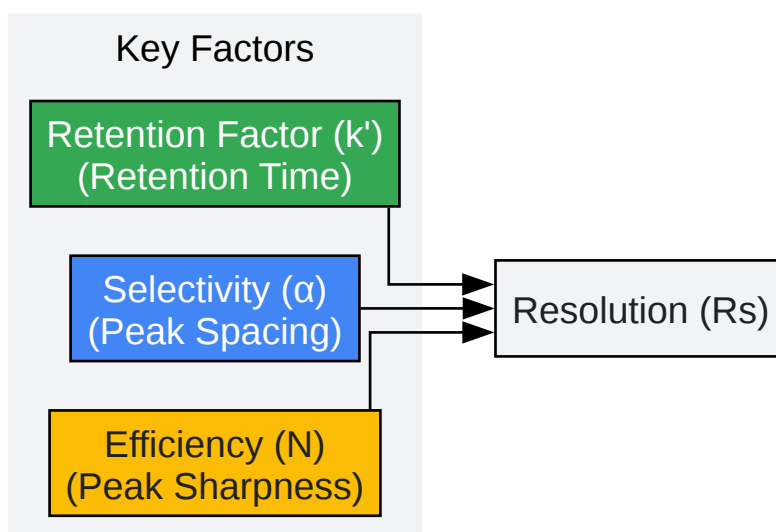 Key Factors
Retention Factor (k')
(Retention Time)
Selectivity (α)
(Peak Spacing)
Resolution (Rs)
Efficiency (N)
(Peak Sharpness)